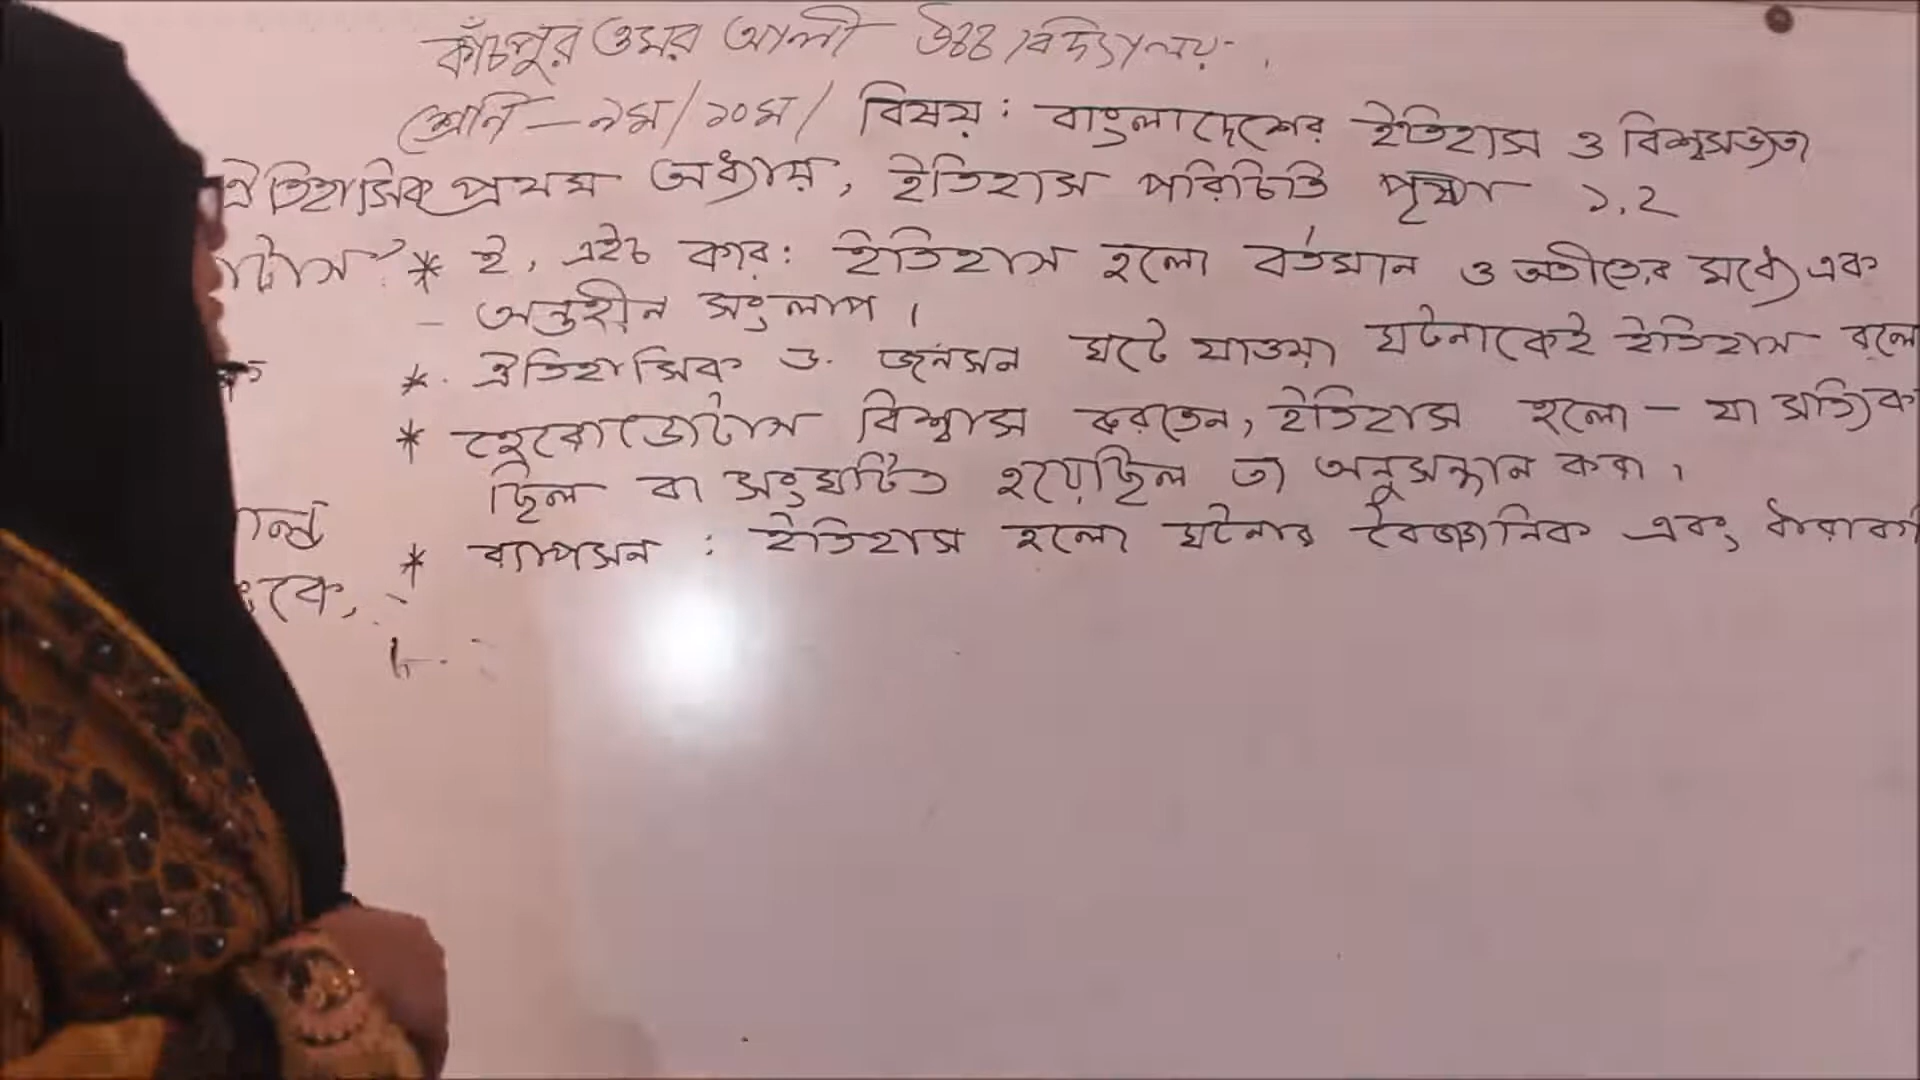 কাঁচপুর ওমর আলী উচ্চ বিদ্যালয়।
শ্রেণি - ৯ম/১০ম/ বিষয়: বাংলাদেশের ইতিহাস ও বিশ্বসভ্যতা
ঐতিহাসিক প্রথম অধ্যায়, ইতিহাস পরিচিতি পৃষ্ঠা ১,২
টাস? * ই, এইচ কার: ইতিহাস হলো বর্তমান ও অতীতের মধ্যে এক
অন্তহীন সংলাপ।
*. ঐতিহাসিক ড. জনসন ঘটে যাওয়া ঘটনাকেই ইতিহাস বলে
* হেরোডোটাস বিশ্বাস করতেন, ইতিহাস হলো - যা সত্যিকা
ছিল বা সংঘটিত হয়েছিল তা অনুসন্ধান করা।
* র‍্যাপসন : ইতিহাস হলো ঘটনার বৈজ্ঞানিক এবং ধারাবা
কে,